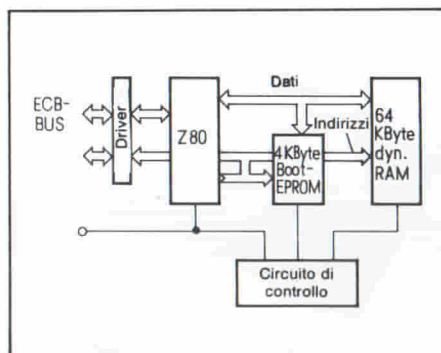 ECB-
BUS
Driver
Z80
Dati
Indirizzi
4KByte
Boot-
EPROM
64
KByte
dyn.
RAM
Circuito di
controllo